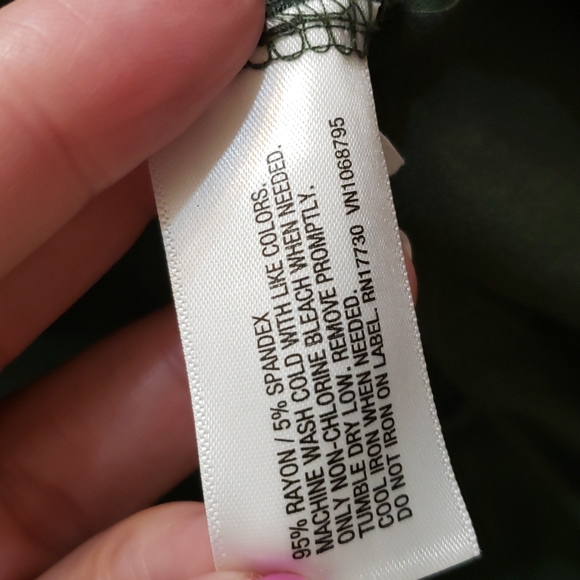 95% RAYON / 5% SPANDEX
MACHINE WASH COLD WITH LIKE COLORS.
ONLY NON-CHLORINE BLEACH WHEN NEEDED.
TUMBLE DRY LOW. REMOVE PROMPTLY.
COOL IRON WHEN NEEDED.
DO NOT IRON ON LABEL. RN17730 VN1068795